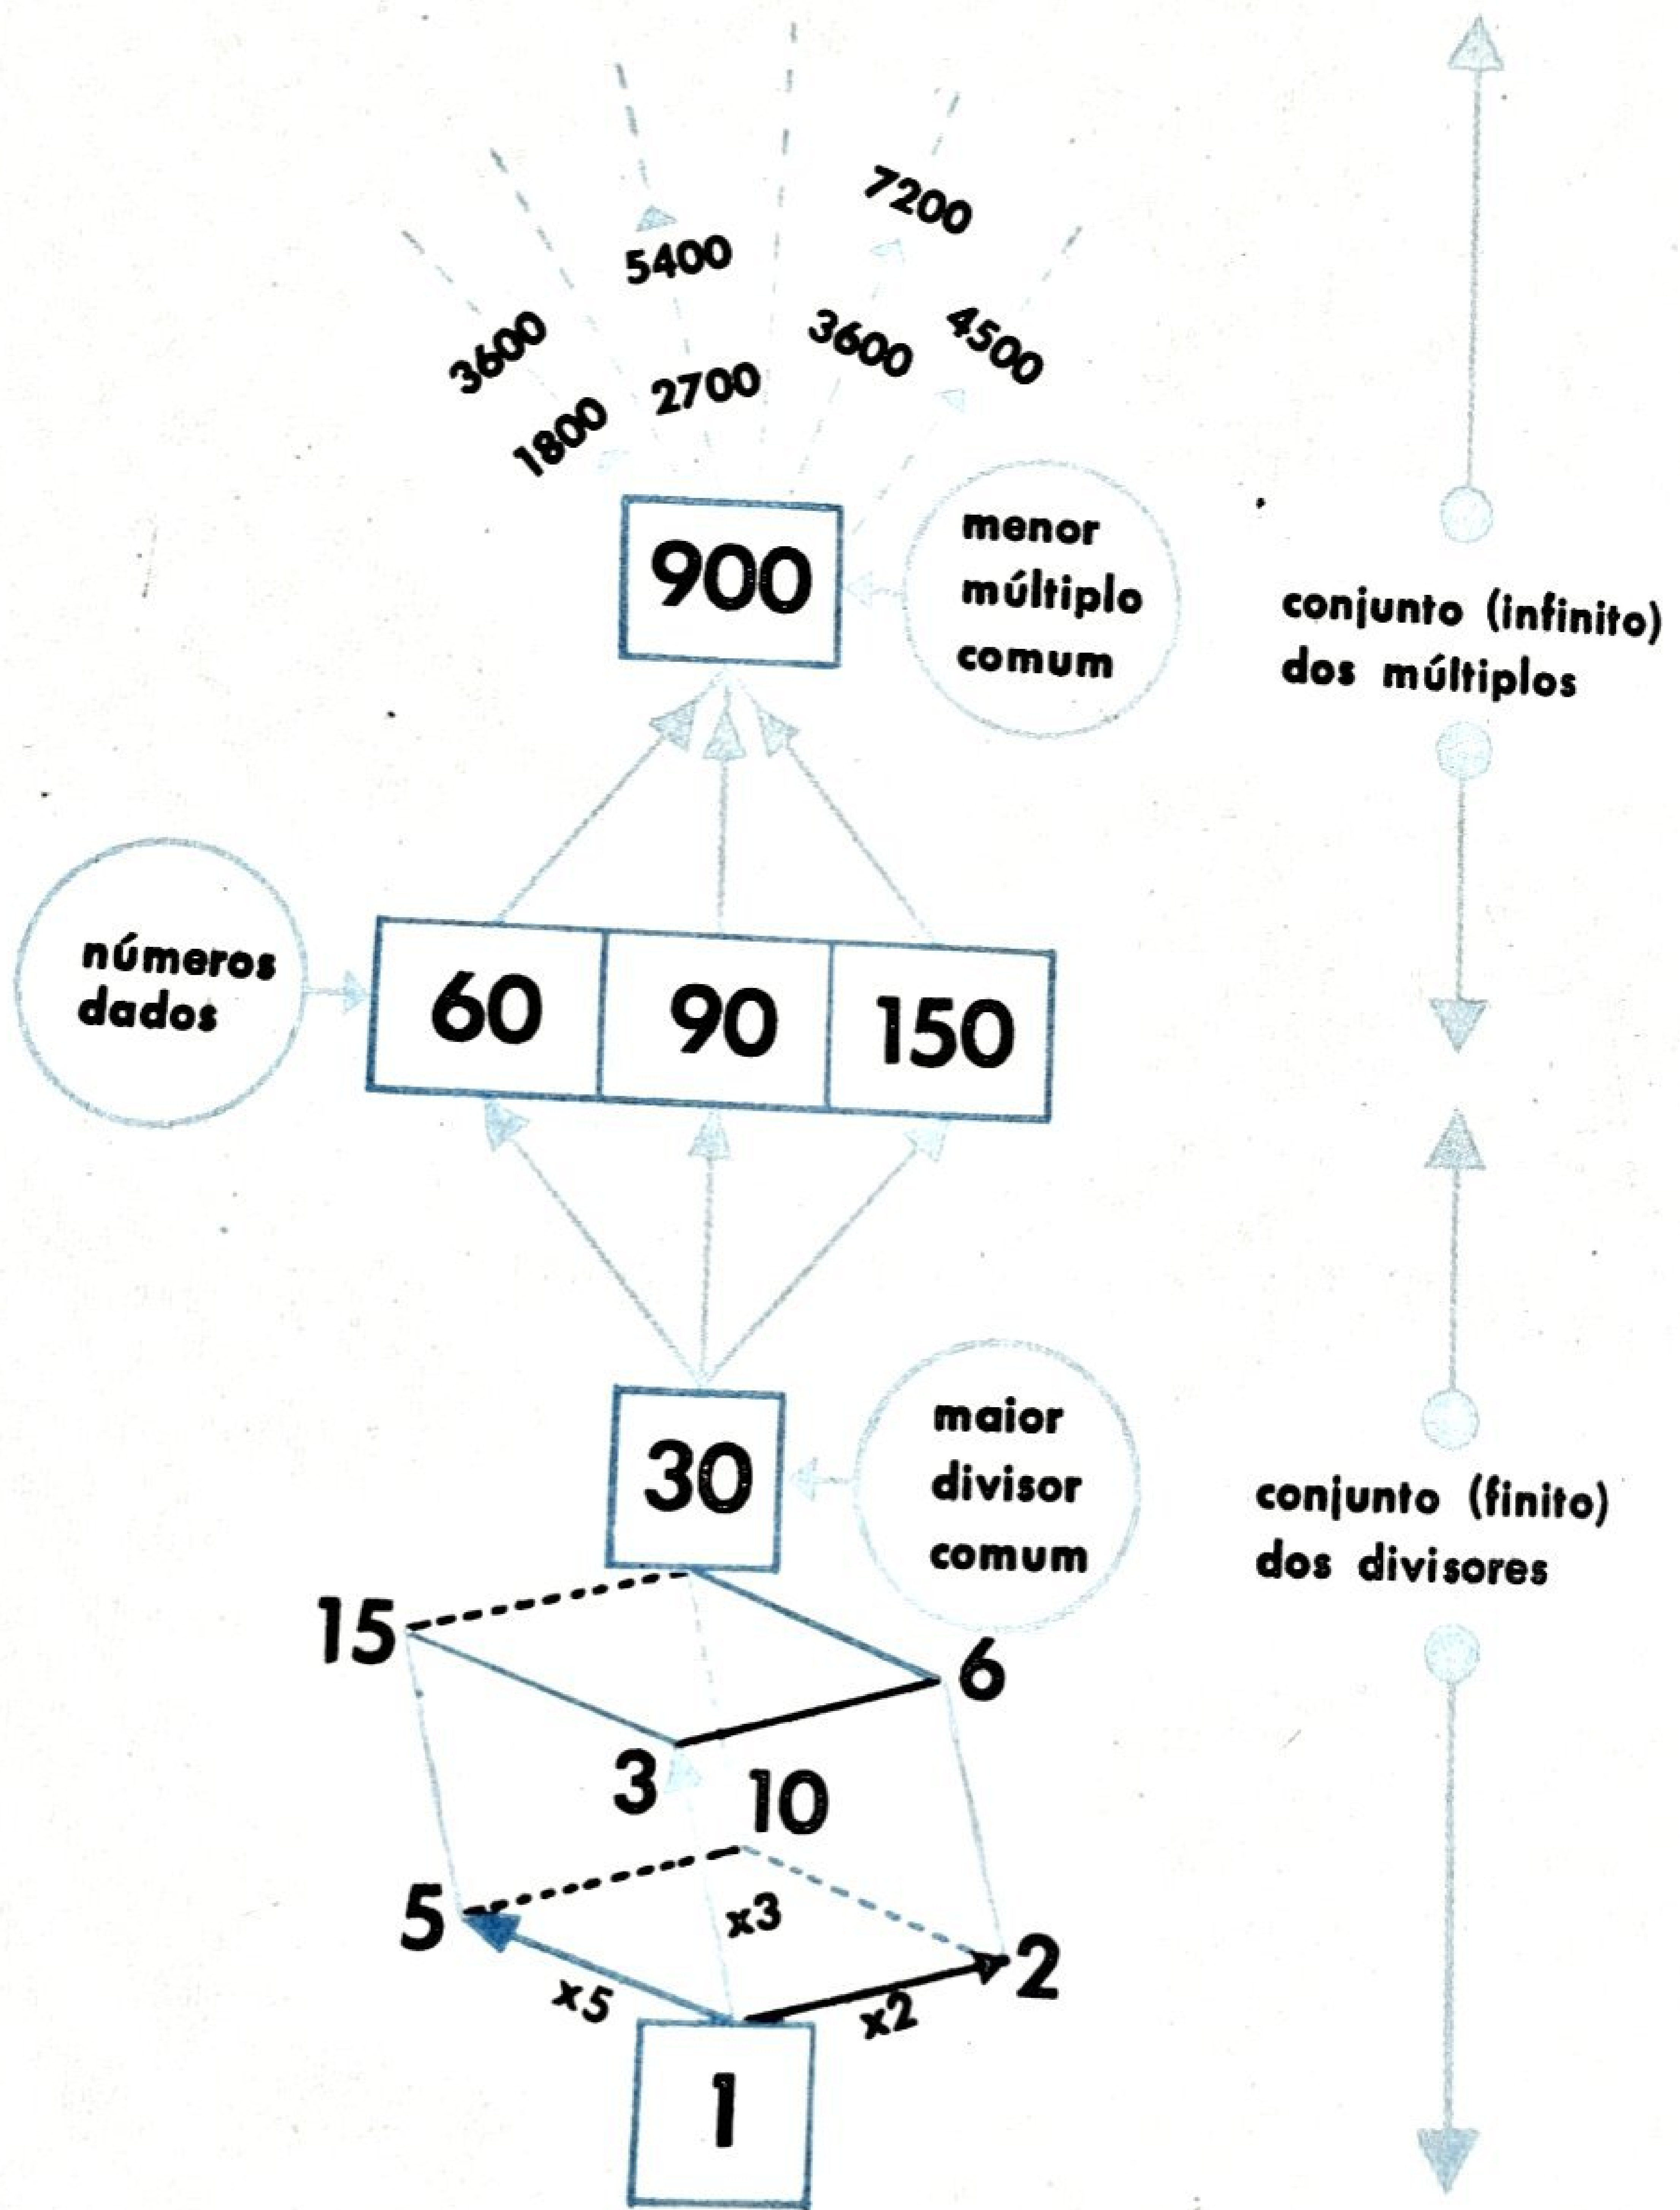 7200
5400
3600
3600
4500
2700
1800
900
menor
múltiplo
comum
conjunto (infinito)
dos múltiplos
números
dados
60 90 150
30
maior
divisor
comum
conjunto (finito)
dos divisores
15
6
3
10
5
x3
2
x5
x2
1